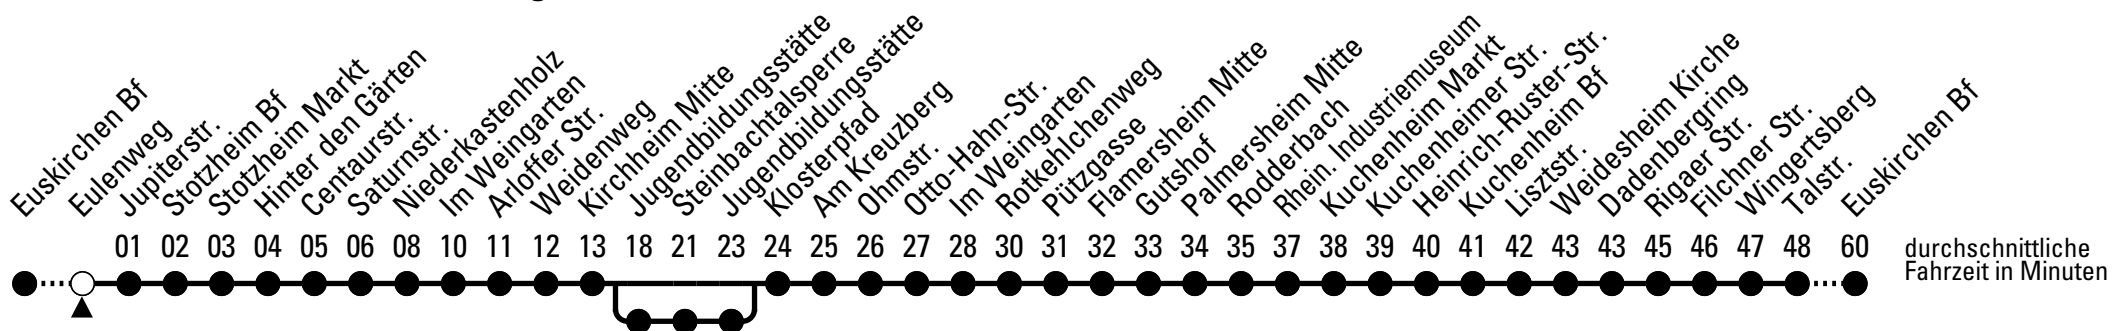 Euskirchen Bf
Eulenweg
Jupiterstr.
Stotzheim Bf
Stotzheim Markt
Hinter den Gärten
Centaurstr.
Saturnstr.
Niederkastenholz
Im Weingarten
Arloffer Str.
Weidenweg
Kirchheim Mitte
Jugendbildungsstätte
Steinbachtalsperre
Jugendbildungsstätte
Klosterpfad
Am Kreuzberg
Ohmstr.
Otto-Hahn-Str.
Im Weingarten
Rotkehlchenweg
Pützgasse
Flamersheim Mitte
Gutshof
Palmersheim Mitte
Rodderbach
Rhein. Industriemuseum
Kuchenheim Markt
Kuchenheimer Str.
Heinrich-Ruster-Str.
Kuchenheim Bf
Lisztstr.
Weidesheim Kirche
Dadenbergring
Rigaer Str.
Filchner Str.
Wingertsberg
Talstr.
Euskirchen Bf
01 02 03 04 05 06 08 10 11 12 13 18 21 23 24 25 26 27 28 30 31 32 33 34 35 37 38 39 40 41 42 43 43 45 46 47 48 60
durchschnittliche
Fahrzeit in Minuten